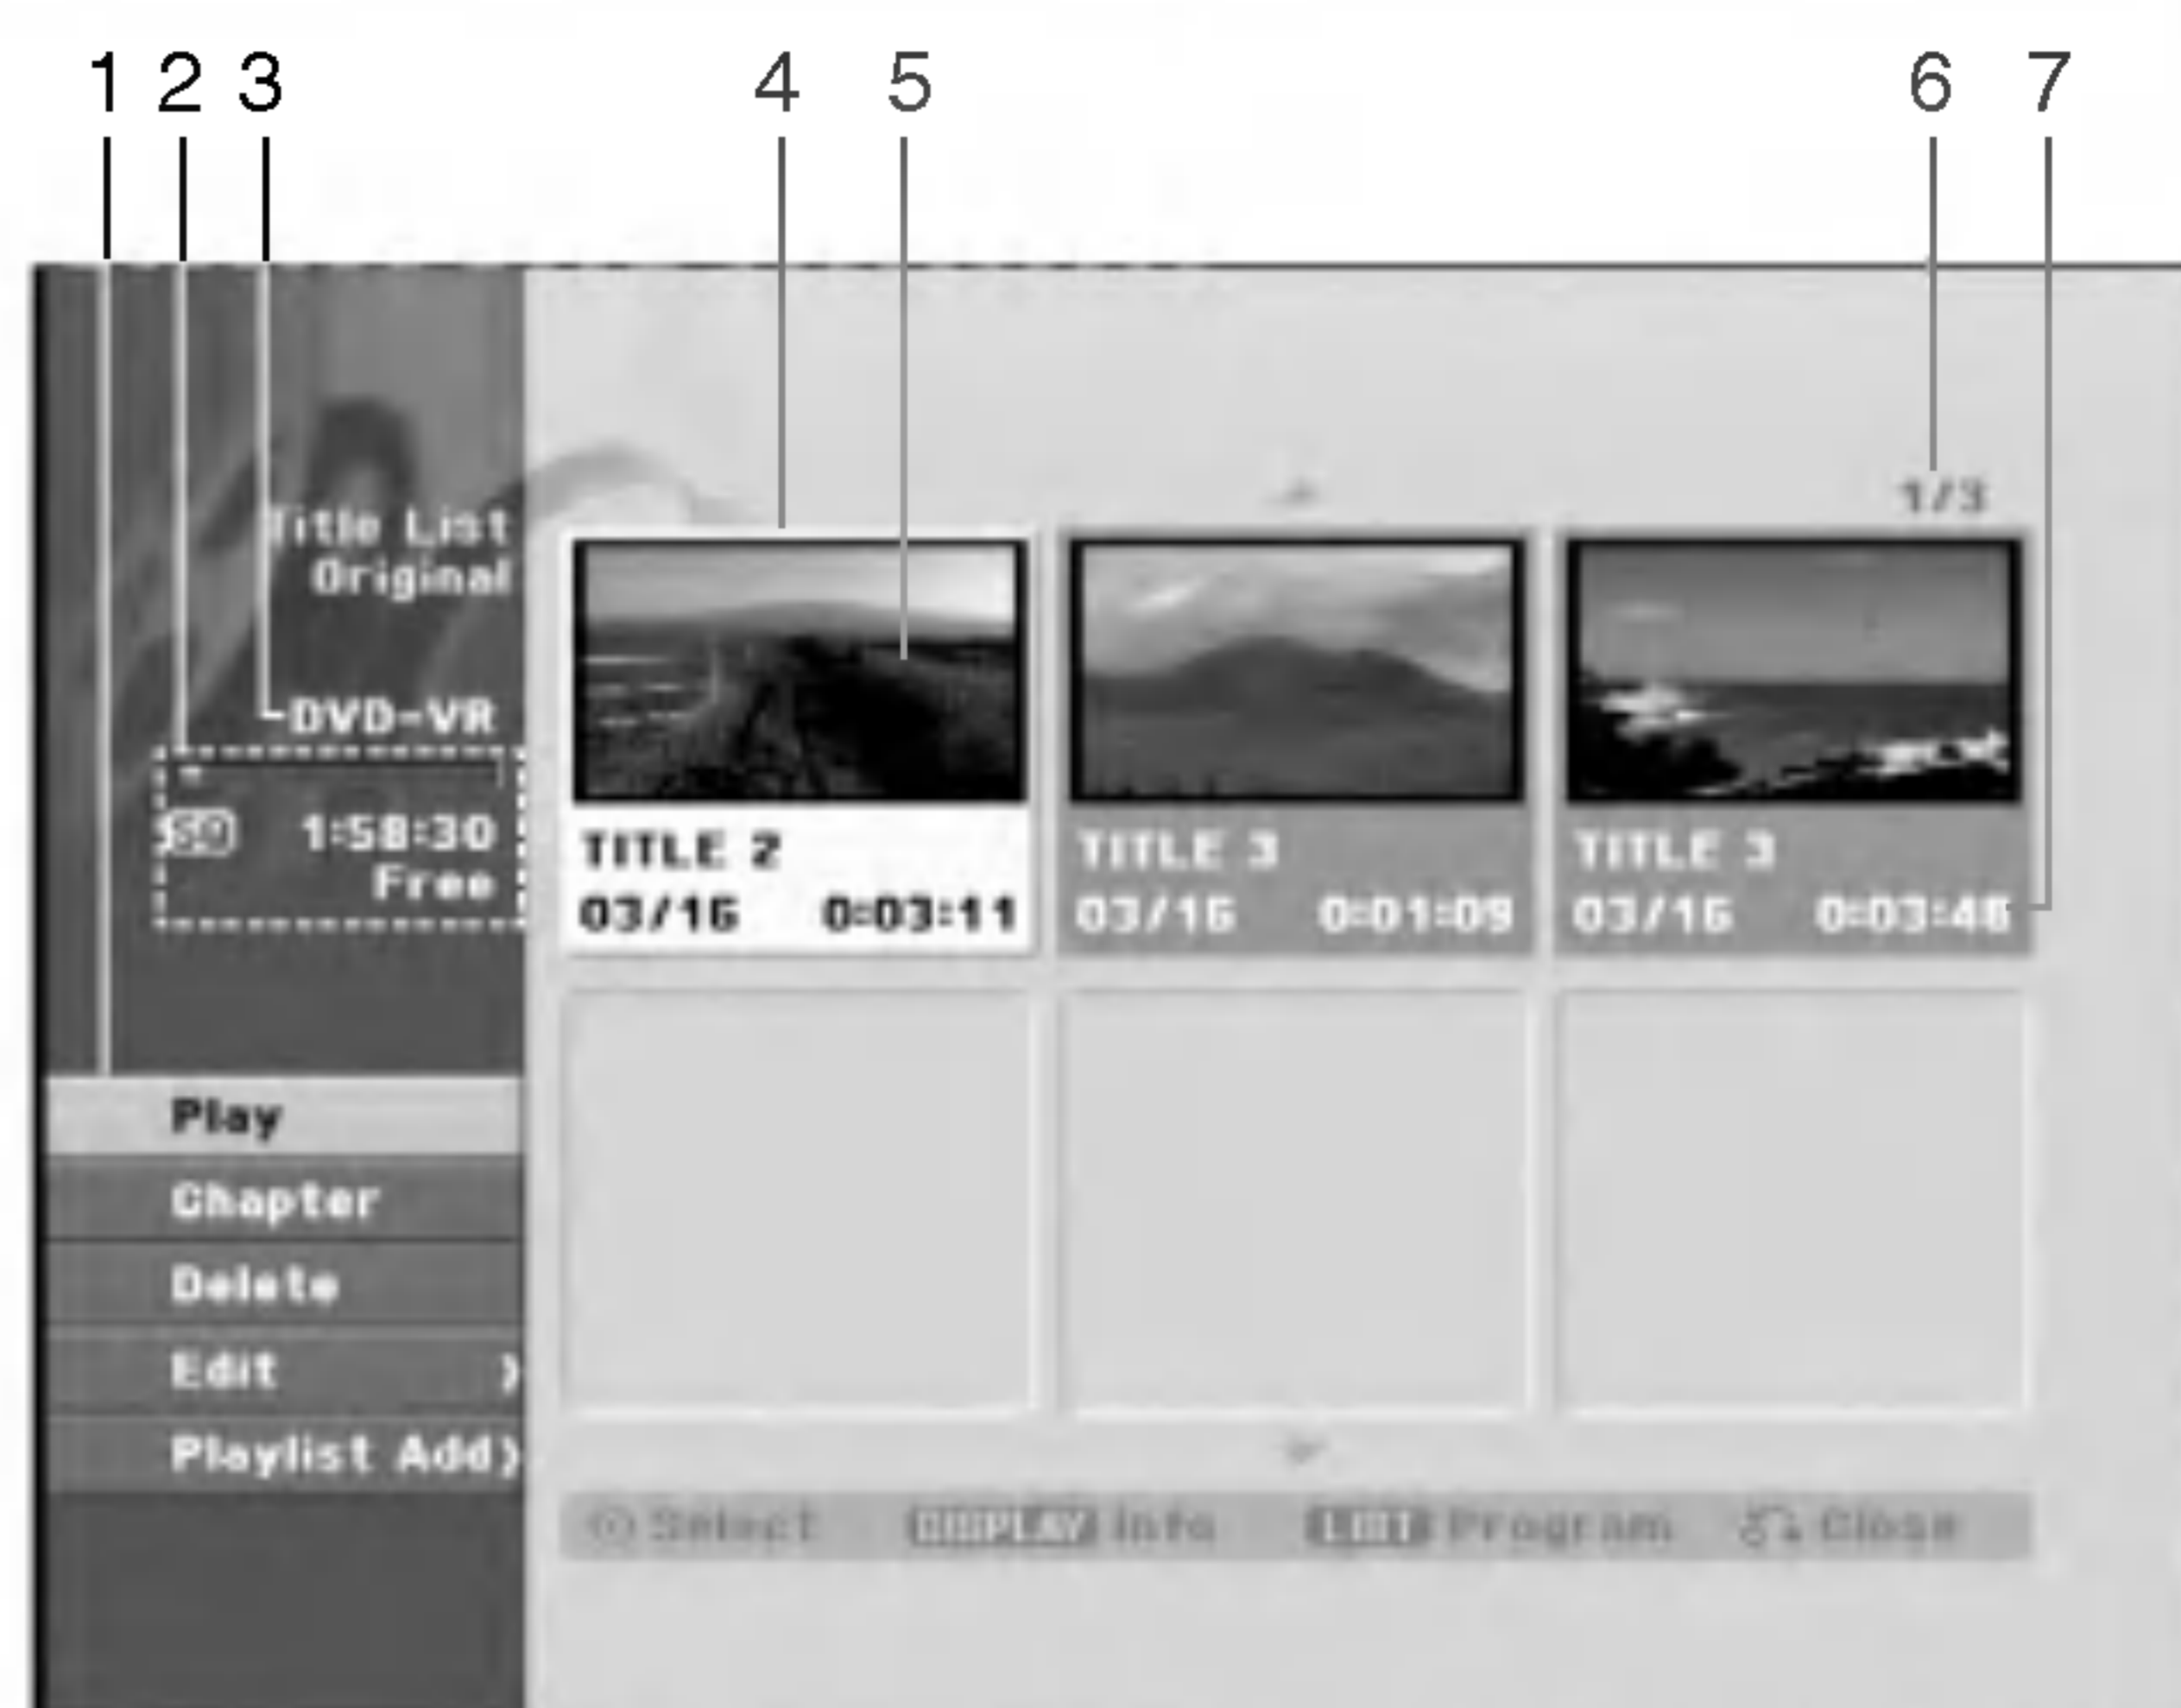 1 2 3 4 5 6 7
Title List
Original
DVD-VR
SQ 1:58:30
Free
Play
Chapter
Delete
Edit
Playlist Add
1/3
TITLE 2
03/16 0:03:11
TITLE 3
03/16 0:01:09
TITLE 3
03/16 0:03:46
Select DISPLAY Info LIST Program Close